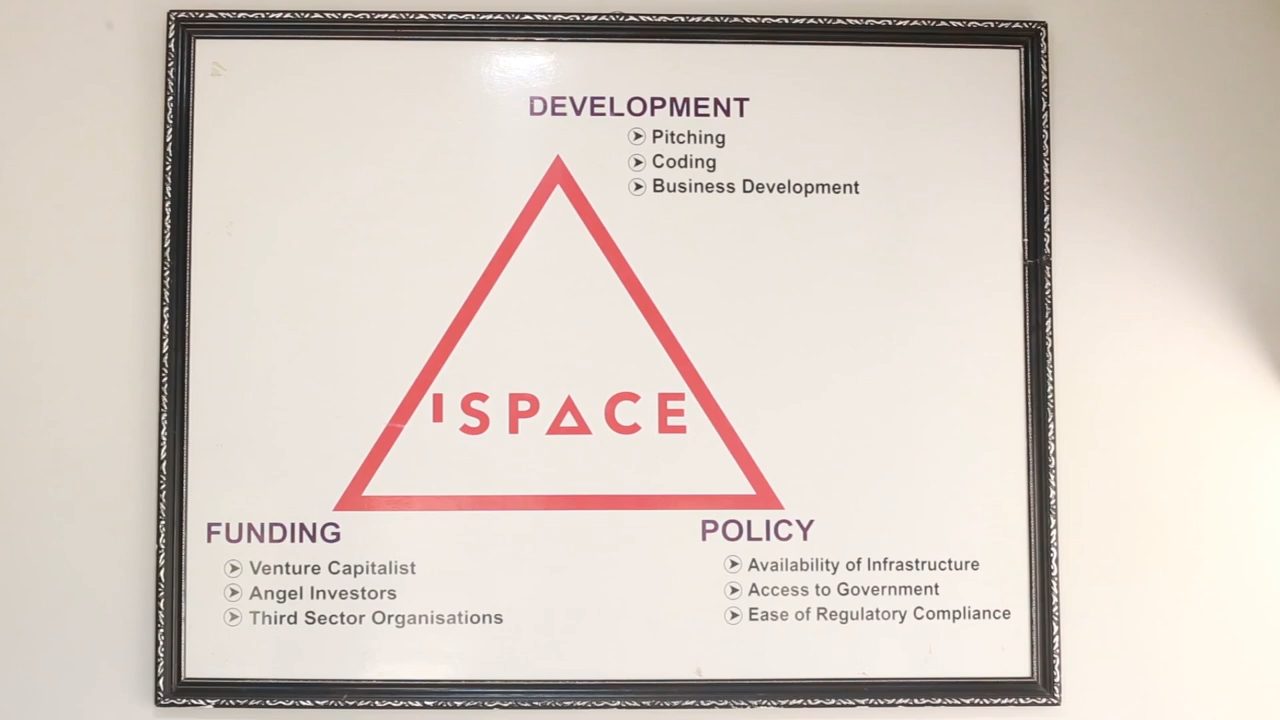 DEVELOPMENT
Pitching
Coding
Business Development
ISPACE
FUNDING
Venture Capitalist
Angel Investors
Third Sector Organisations
POLICY
Availability of Infrastructure
Access to Government
Ease of Regulatory Compliance